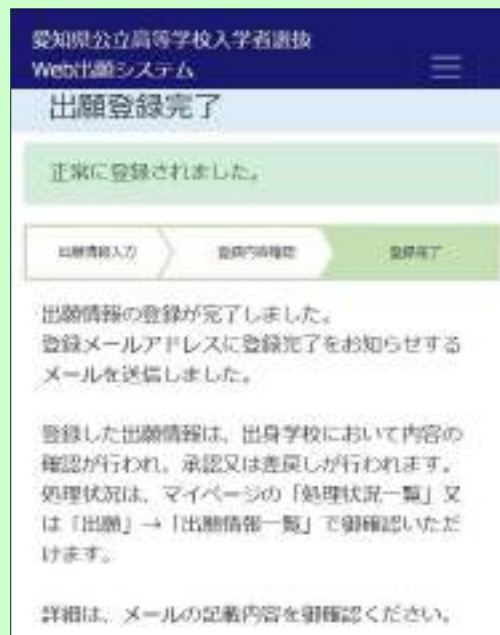 愛知県公立高等学校入学者選抜
Web出願システム
出願登録完了
正常に登録されました。
出願情報入力
登録内容確認
登録完了
出願情報の登録が完了しました。
登録メールアドレスに登録完了をお知らせする
メールを送信しました。
登録した出願情報は、出身学校において内容の
確認が行われ、承認又は差戻しが行われます。
処理状況は、マイページの「処理状況一覧」又
は「出願」→「出願情報一覧」で御確認いただ
けます。
詳細は、メールの記載内容を御確認ください。